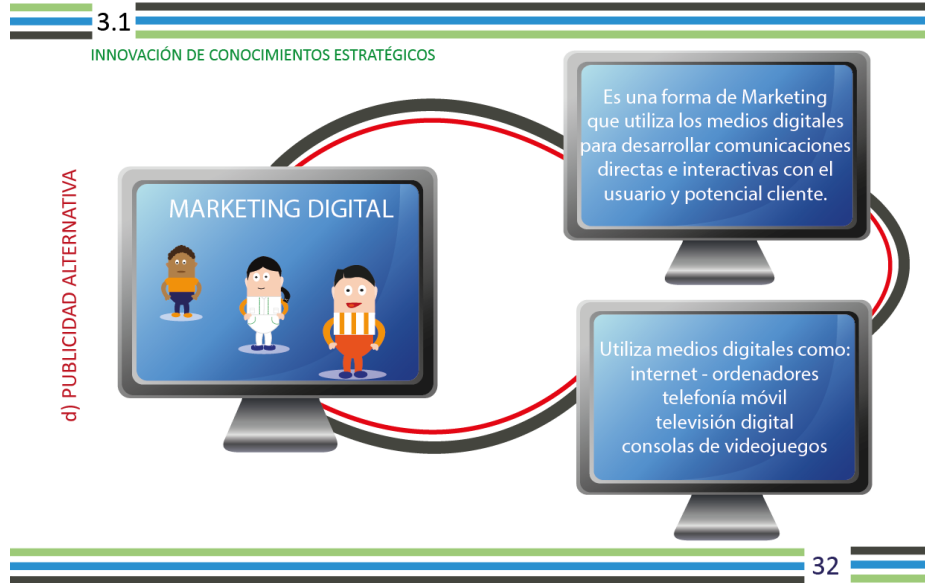 3.1
INNOVACIÓN DE CONOCIMIENTOS ESTRATÉGICOS
d) PUBLICIDAD ALTERNATIVA
MARKETING DIGITAL
Es una forma de Marketing
que utiliza los medios digitales
para desarrollar comunicaciones
directas e interactivas con el
usuario y potencial cliente.
Utiliza medios digitales como:
internet - ordenadores
telefonía móvil
televisión digital
consolas de videojuegos
32